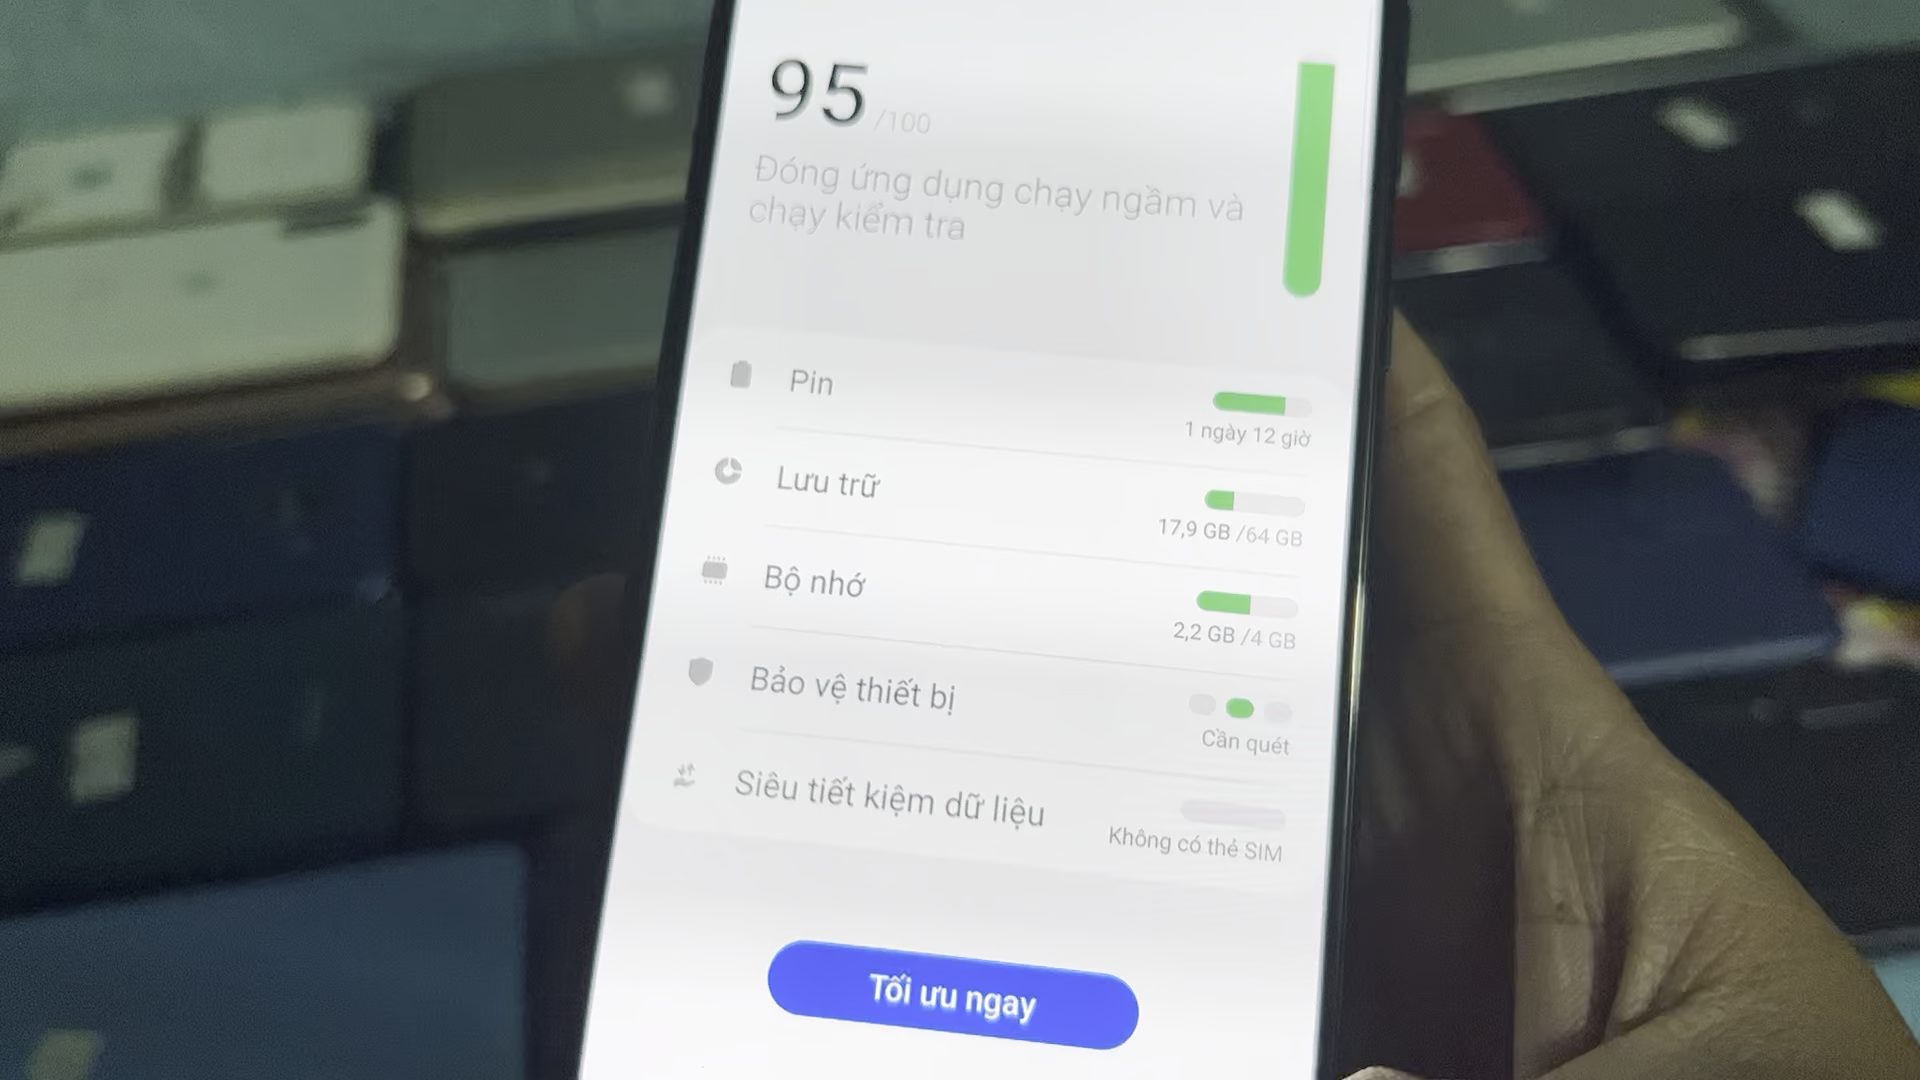 95 /100
Đóng ứng dụng chạy ngầm và
chạy kiểm tra
Pin
1 ngày 12 giờ
Lưu trữ
17,9 GB /64 GB
Bộ nhớ
2,2 GB /4 GB
Bảo vệ thiết bị
Cần quét
Siêu tiết kiệm dữ liệu
Không có thẻ SIM
Tối ưu ngay